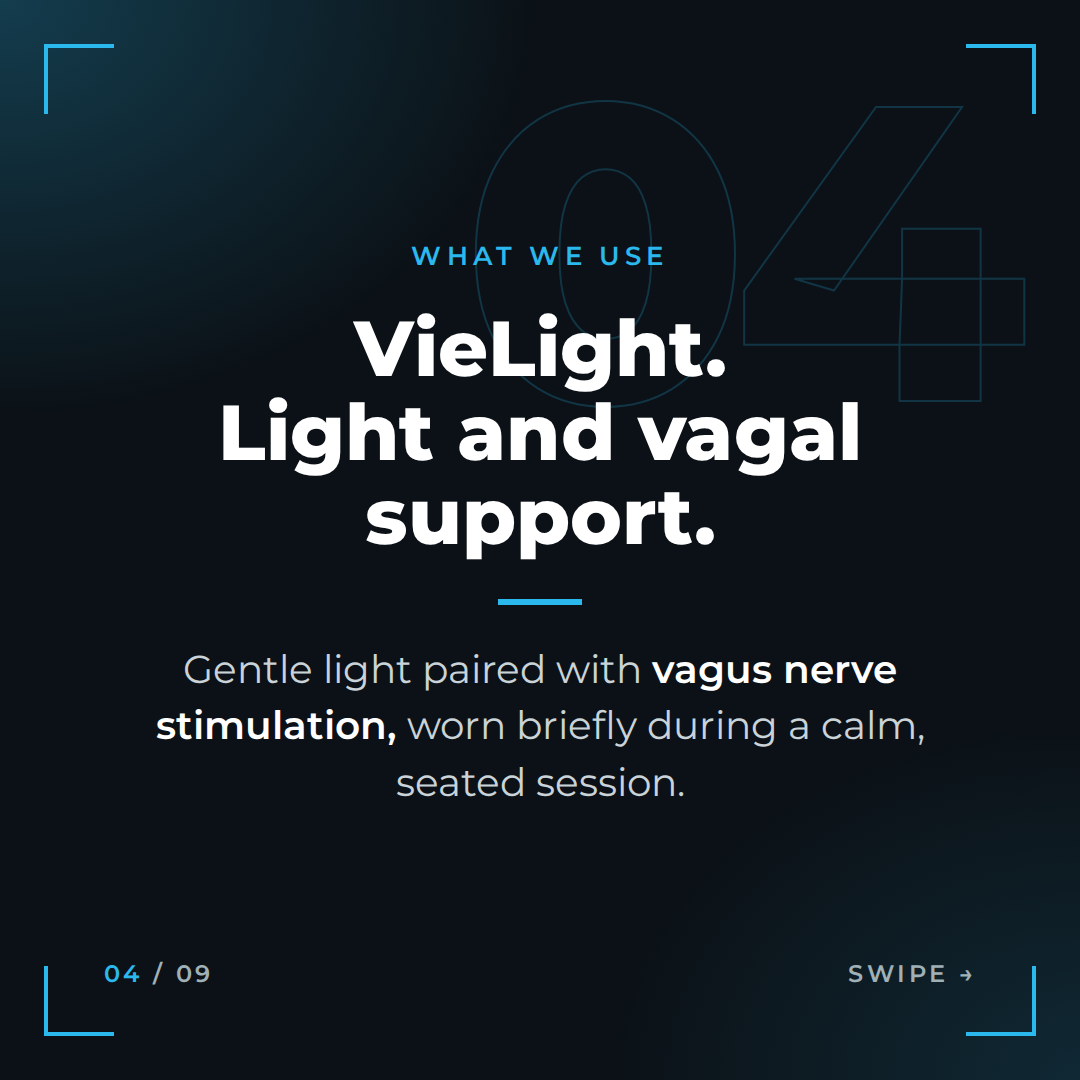 04
WHAT WE USE
VieLight.
Light and vagal
support.
Gentle light paired with vagus nerve
stimulation, worn briefly during a calm,
seated session.
04 / 09
SWIPE →